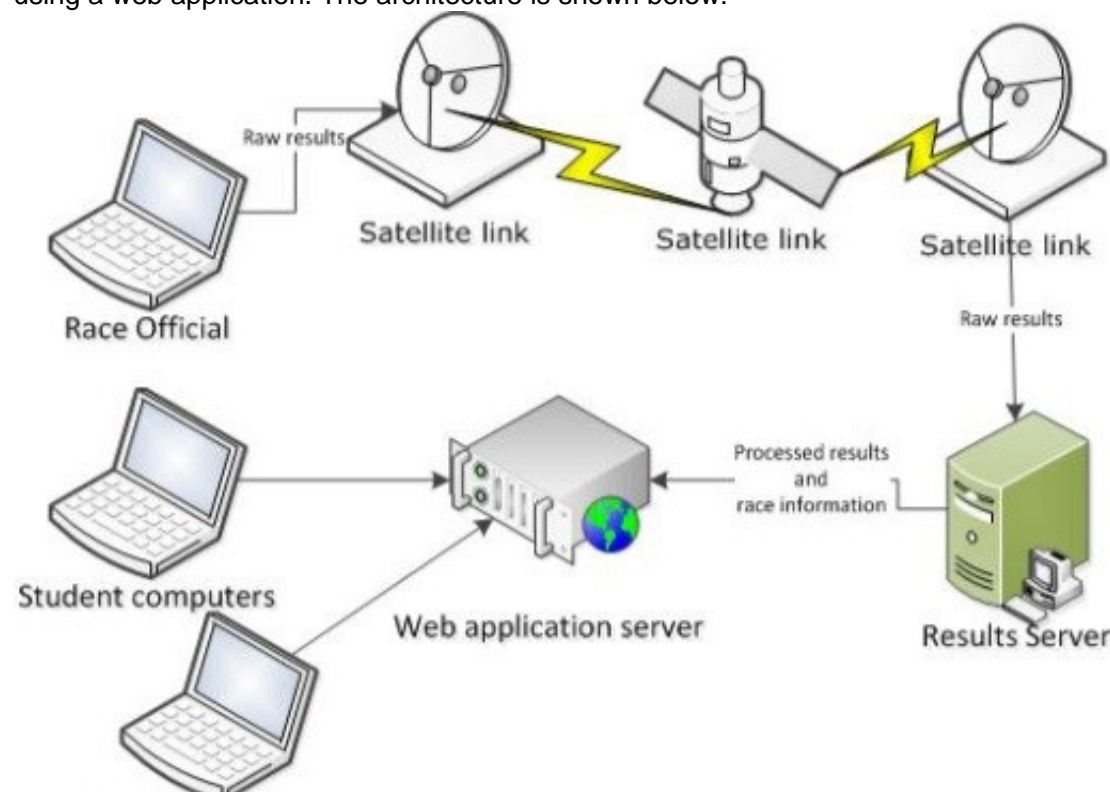 using a web application. The architecture is shown below.
Raw results
Satellite link
Satellite link
Satellite link
Race Official
Raw results
Processed results
and
race information
Student computers
Web application server
Results Server